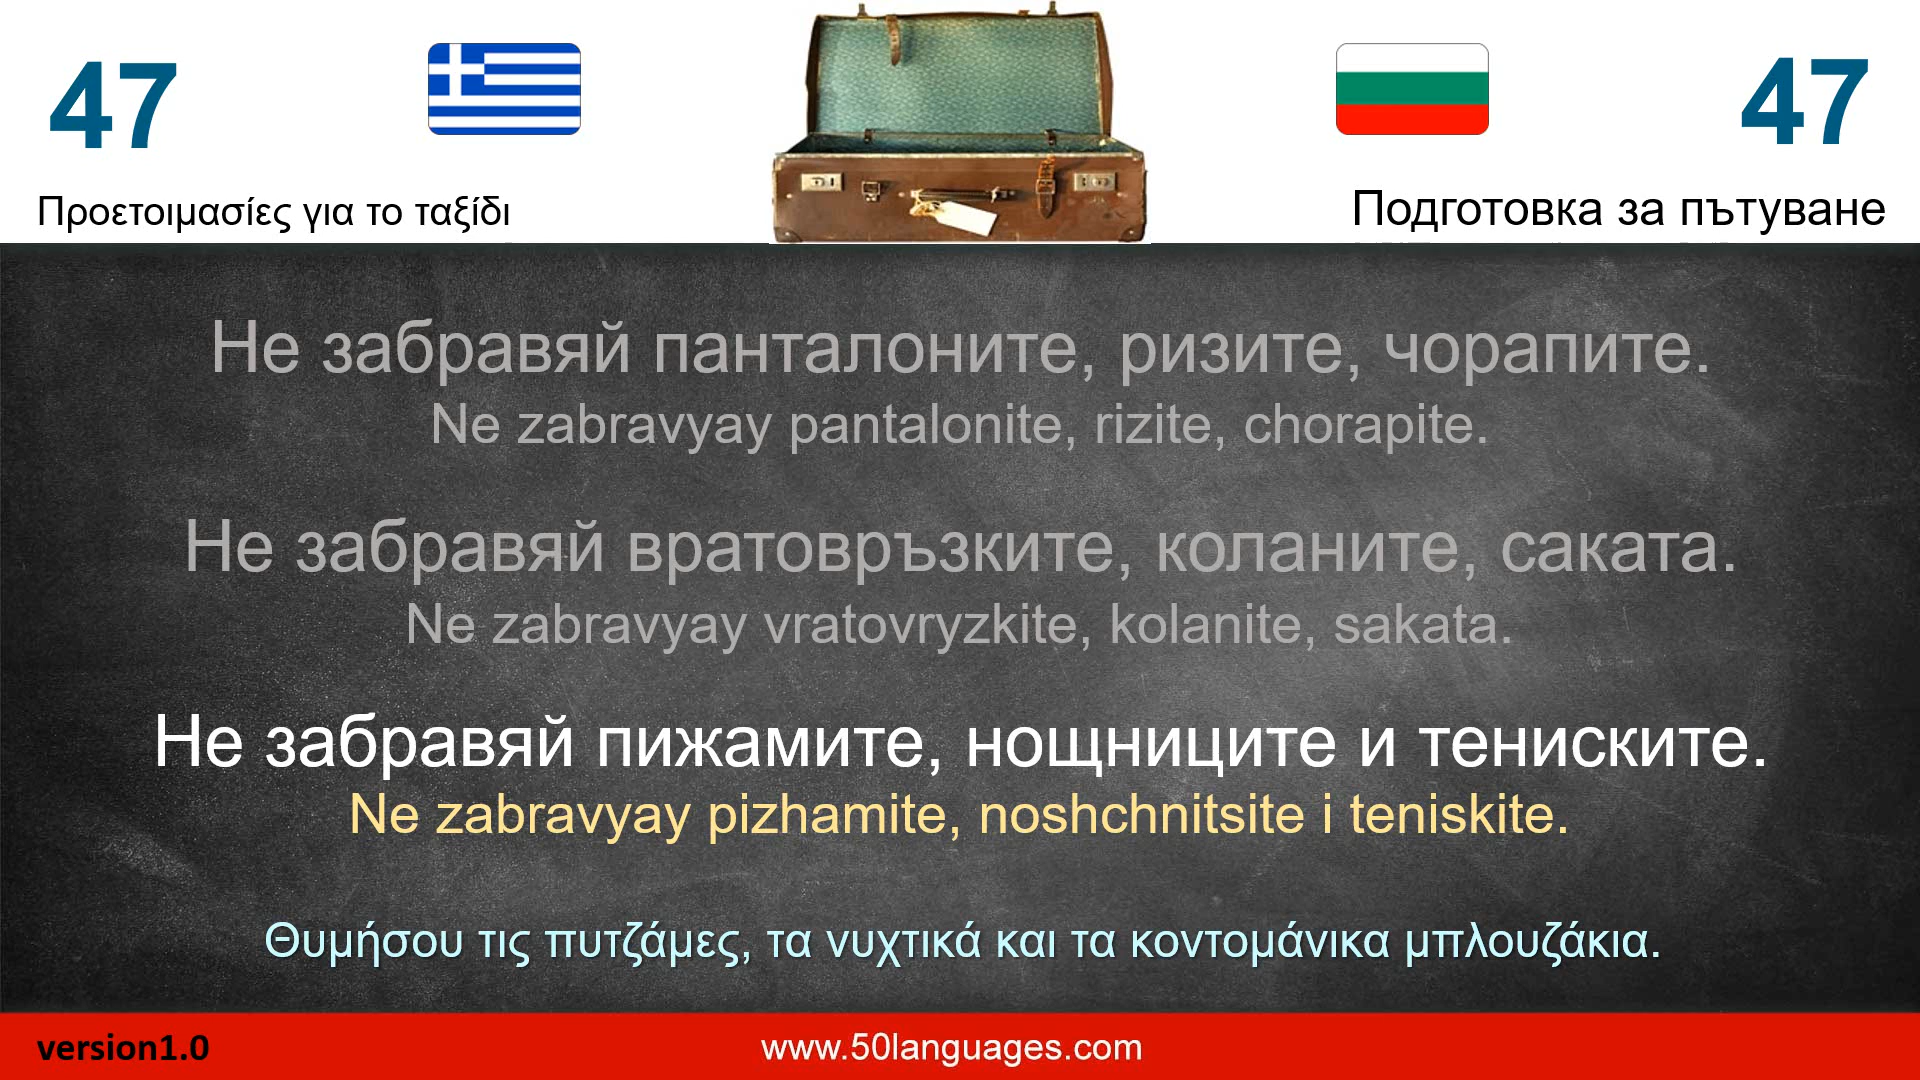 47
47
Προετοιμασίες για το ταξίδι
Подготовка за пътуване
Не забравяй панталоните, ризите, чорапите.
Ne zabravyay pantalonite, rizite, chorapite.
Не забравяй вратовръзките, коланите, саката.
Ne zabravyay vratovryzkite, kolanite, sakata.
Не забравяй пижамите, нощниците и тениските.
Ne zabravyay pizhamite, noshchnitsite i teniskite.
Θυμήσου τις πυτζάμες, τα νυχτικά και τα κοντομάνικα μπλουζάκια.
version1.0
www.50languages.com